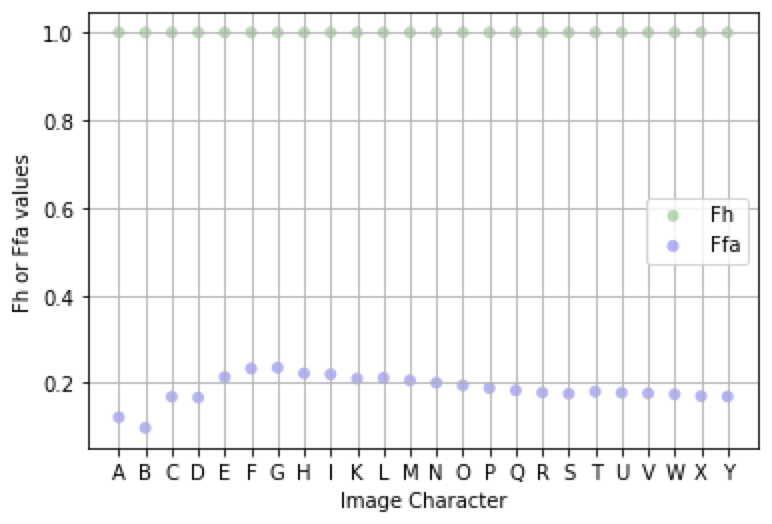 Fh or Ffa values
1.0
0.8
0.6
0.4
0.2
Fh
Ffa
A B C D E F G H I K L M N O P Q R S T U V W X Y
Image Character